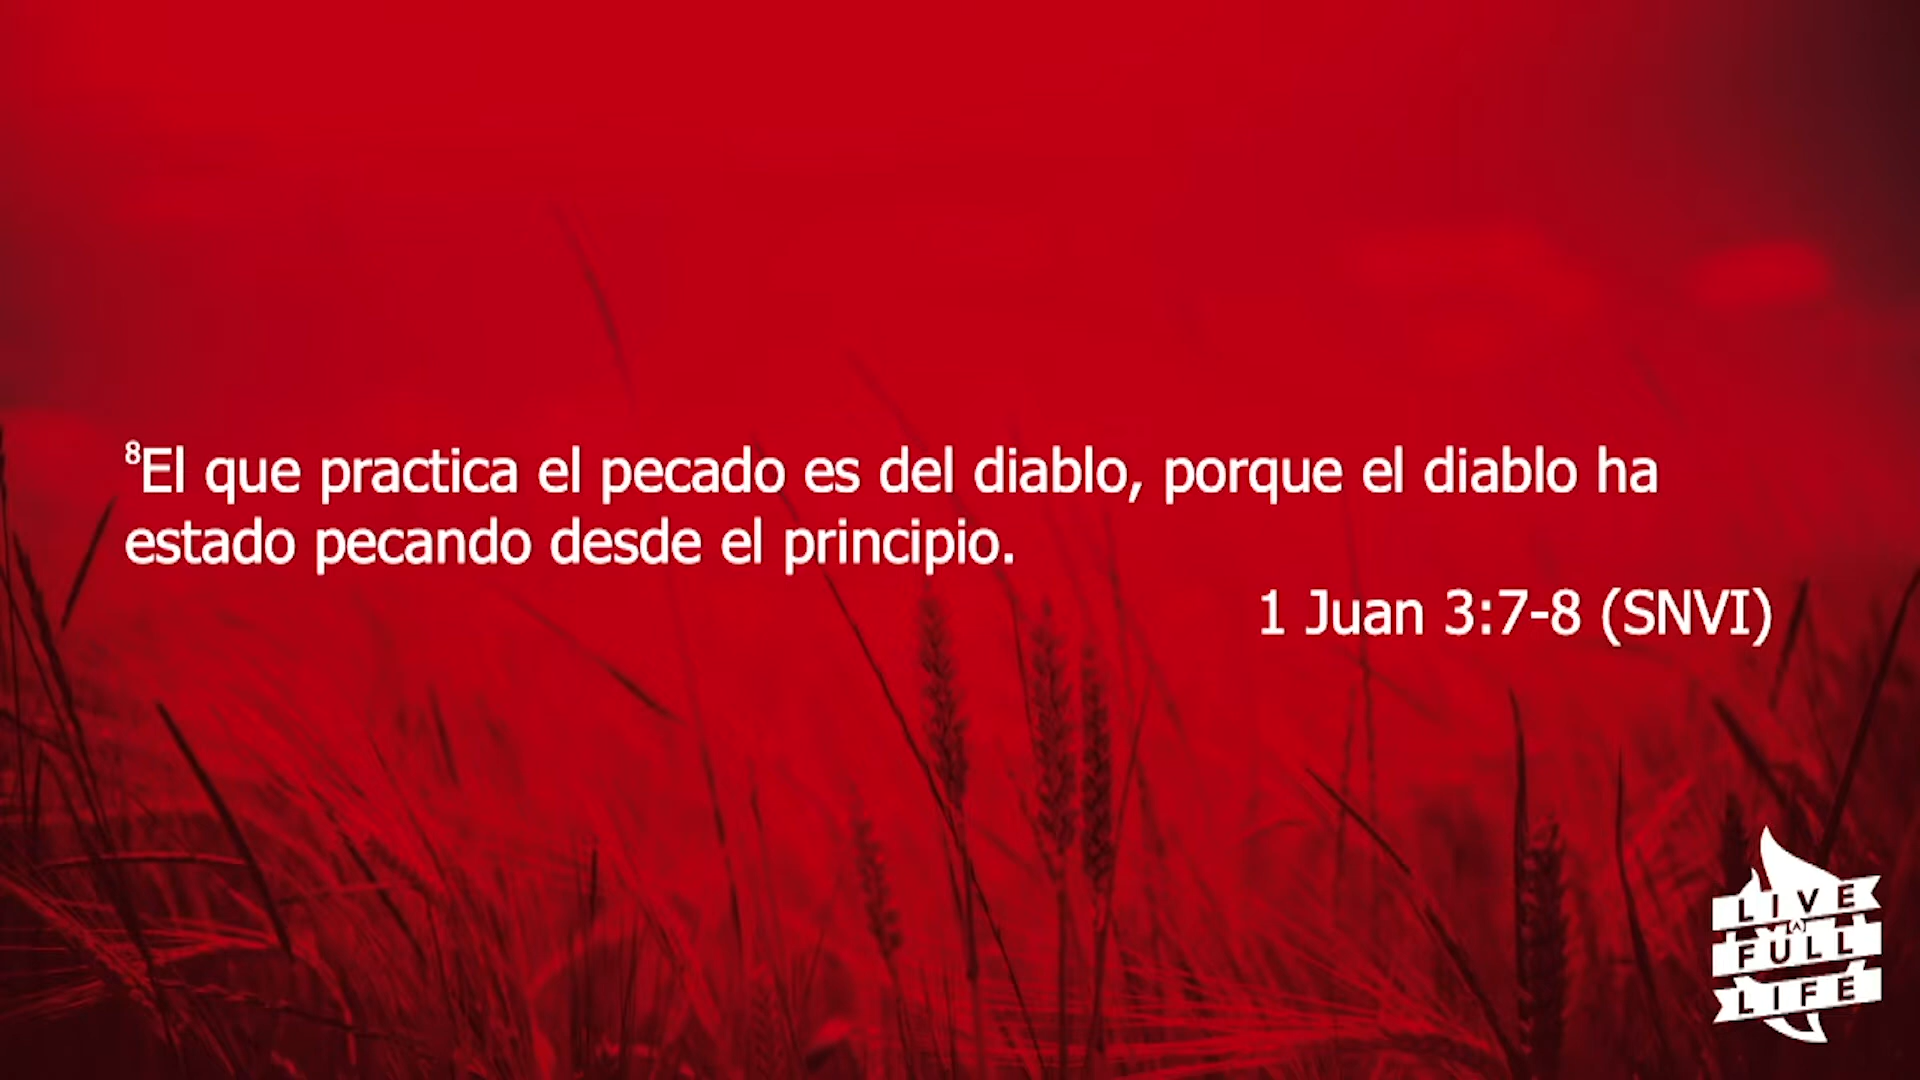 ⁸El que practica el pecado es del diablo, porque el diablo ha
estado pecando desde el principio.
1 Juan 3:7-8 (SNVI)
LIVE
A
FULL
LIFE